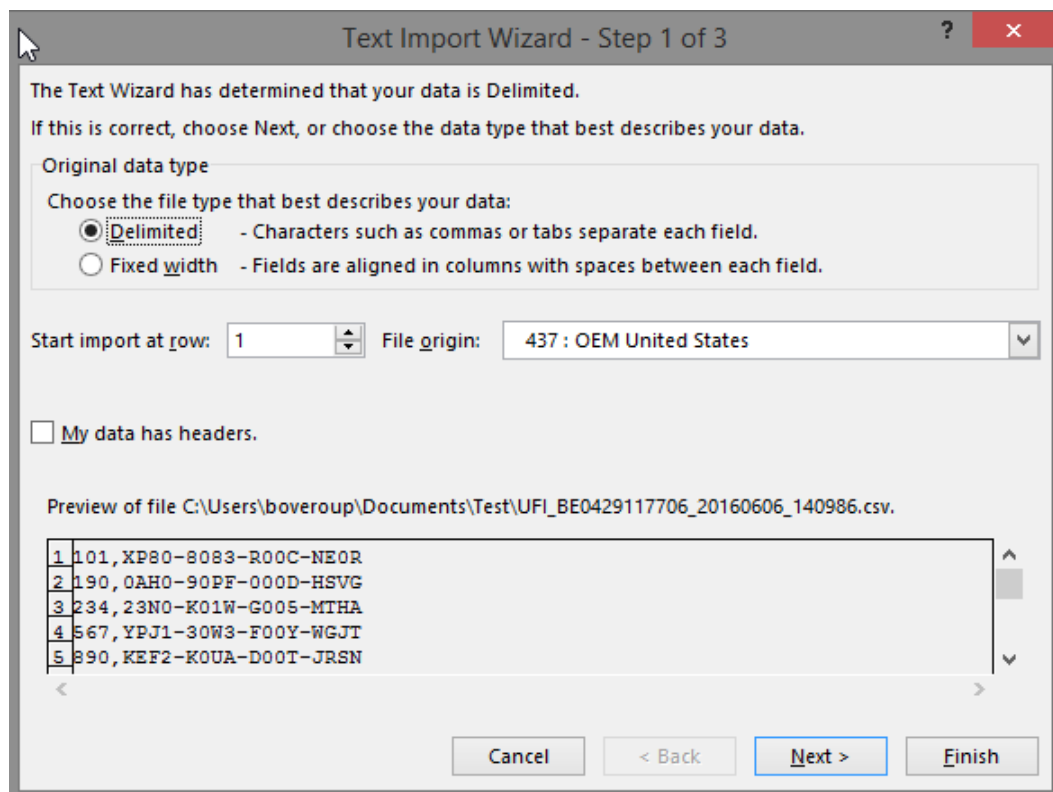 Text Import Wizard - Step 1 of 3
? ×
The Text Wizard has determined that your data is Delimited.
If this is correct, choose Next, or choose the data type that best describes your data.
Original data type
Choose the file type that best describes your data:
Delimited - Characters such as commas or tabs separate each field.
Fixed width - Fields are aligned in columns with spaces between each field.
Start import at row: 1 File origin: 437 : OEM United States
My data has headers.
Preview of file C:\Users\boveroup\Documents\Test\UFI_BE0429117706_20160606_140986.csv.
1 101,XP80-8083-R00C-NE0R
2 190,0AH0-90PF-000D-HSVG
3 234,23N0-K01W-G005-MTHA
4 567,YPJ1-30W3-F00Y-WGJT
5 890,KEF2-K0UA-D00T-JRSN
Cancel < Back Next > Finish